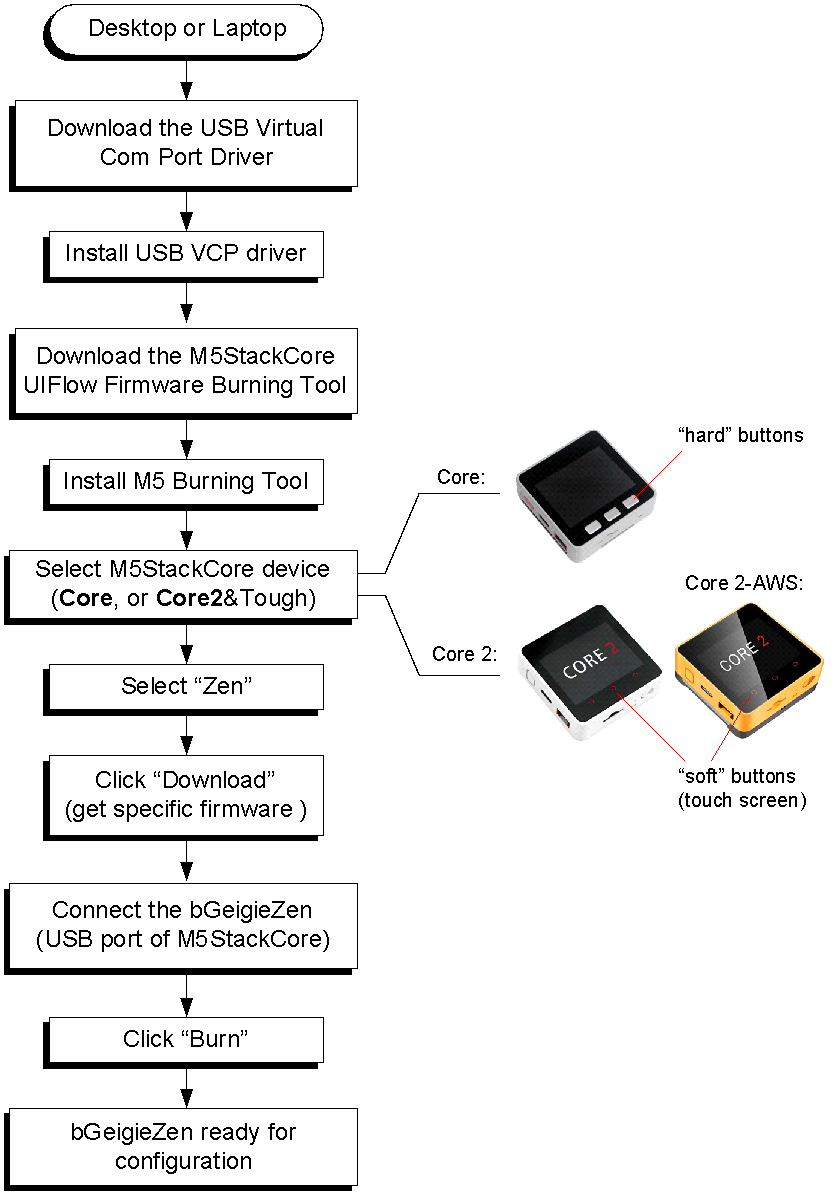 Desktop or Laptop
Download the USB Virtual
Com Port Driver
Install USB VCP driver
Download the M5StackCore
UIFlow Firmware Burning Tool
Install M5 Burning Tool
Select M5StackCore device
(Core, or Core2&Tough)
Select “Zen”
Click “Download”
(get specific firmware )
Connect the bGeigieZen
(USB port of M5StackCore)
Click “Burn”
bGeigieZen ready for
configuration
Core:
“hard” buttons
Core 2:
CORE 2
Core 2-AWS:
CORE 2
“soft” buttons
(touch screen)